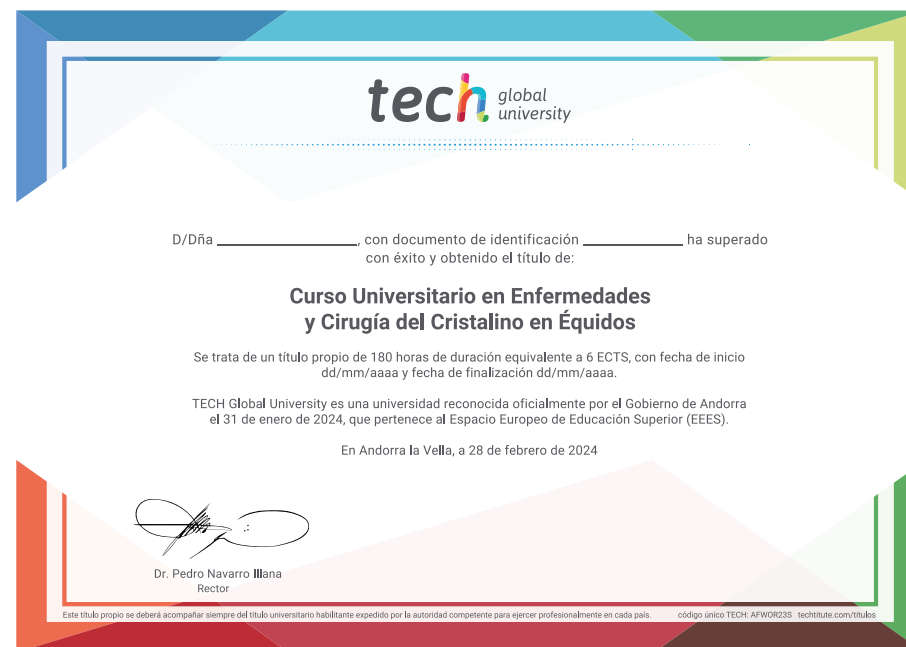 tech global
university
D/Dña ____________________, con documento de identificación ______________ ha superado
con éxito y obtenido el título de:
Curso Universitario en Enfermedades
y Cirugía del Cristalino en Équidos
Se trata de un título propio de 180 horas de duración equivalente a 6 ECTS, con fecha de inicio
dd/mm/aaaa y fecha de finalización dd/mm/aaaa.
TECH Global University es una universidad reconocida oficialmente por el Gobierno de Andorra
el 31 de enero de 2024, que pertenece al Espacio Europeo de Educación Superior (EEES).
En Andorra la Vella, a 28 de febrero de 2024
Dr. Pedro Navarro Illana
Rector
Este título propio se deberá acompañar siempre del título universitario habilitante expedido por la autoridad competente para ejercer profesionalmente en cada país. código único TECH: AFWOR23S techtitute.com/titulos